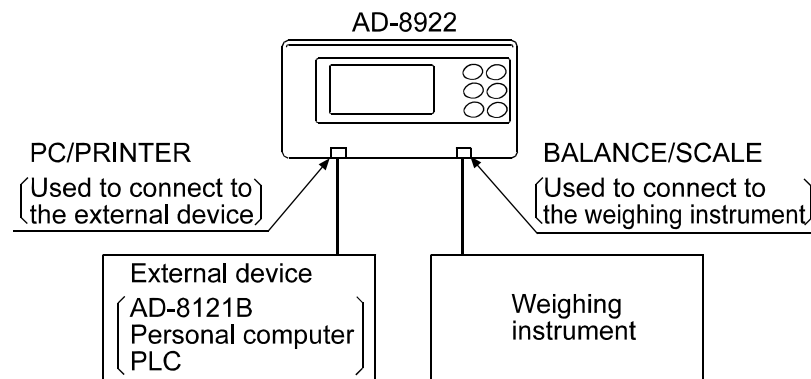 AD-8922
PC/PRINTER
(Used to connect to
the external device)
BALANCE/SCALE
(Used to connect to
the weighing instrument)
External device
(AD-8121B
Personal computer
PLC)
Weighing
instrument